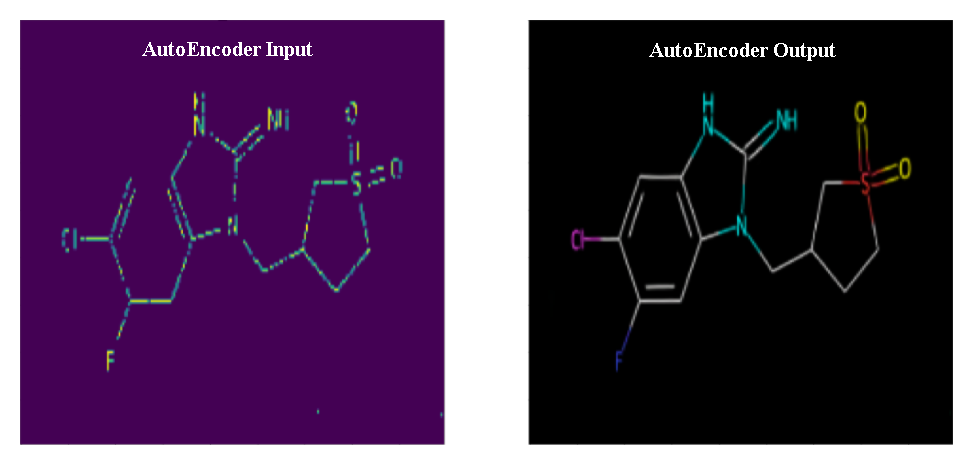 AutoEncoder Input
AutoEncoder Output
H
N
NH
O
S
O
N
Cl
F
H
N
NH
O
S
O
N
Cl
F